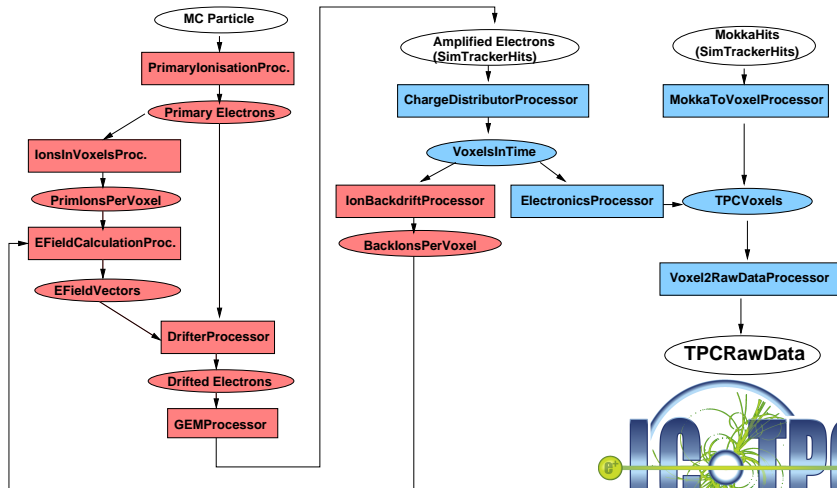 MC Particle
PrimaryIonisationProc.
Primary Electrons
IonsInVoxelsProc.
PrimIonsPerVoxel
EFieldCalculationProc.
EFieldVectors
DrifterProcessor
Drifted Electrons
GEMProcessor
Amplified Electrons
(SimTrackerHits)
ChargeDistributorProcessor
VoxelsInTime
IonBackdriftProcessor
ElectronicsProcessor
BackIonsPerVoxel
MokkaHits
(SimTrackerHits)
MokkaToVoxelProcessor
TPCVoxels
Voxel2RawDataProcessor
TPCRawData
e+